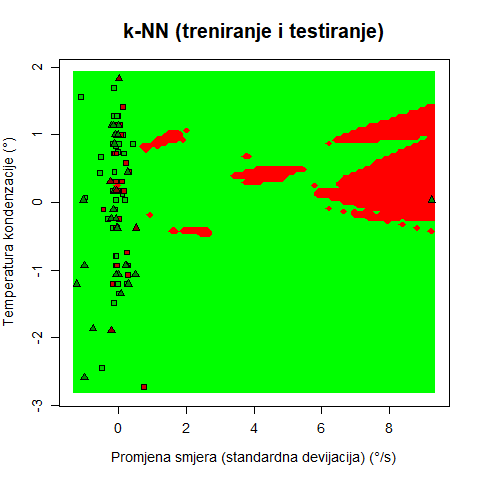 k-NN (treniranje i testiranje)
Temperatura kondenzacije (°)
2
1
0
-1
-2
-3
0 2 4 6 8
Promjena smjera (standardna devijacija) (°/s)